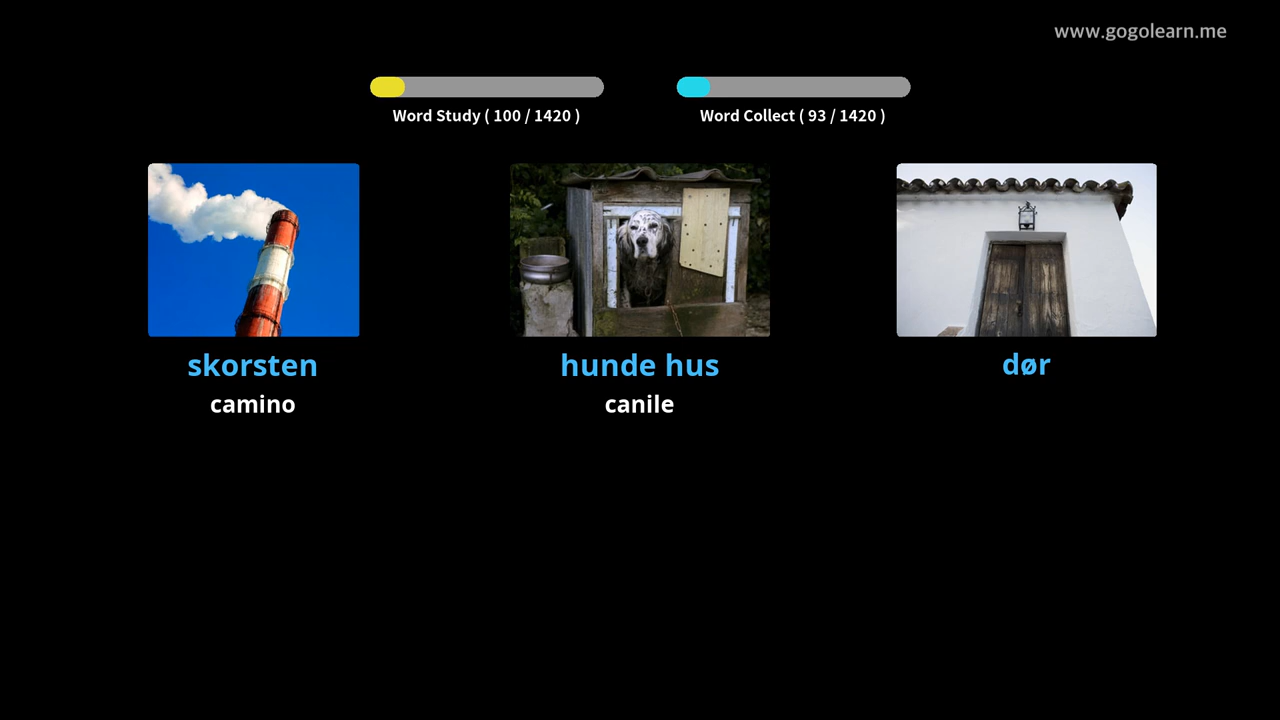 www.gogolearn.me
Word Study ( 100 / 1420 )
Word Collect ( 93 / 1420 )
skorsten
camino
hunde hus
canile
dør